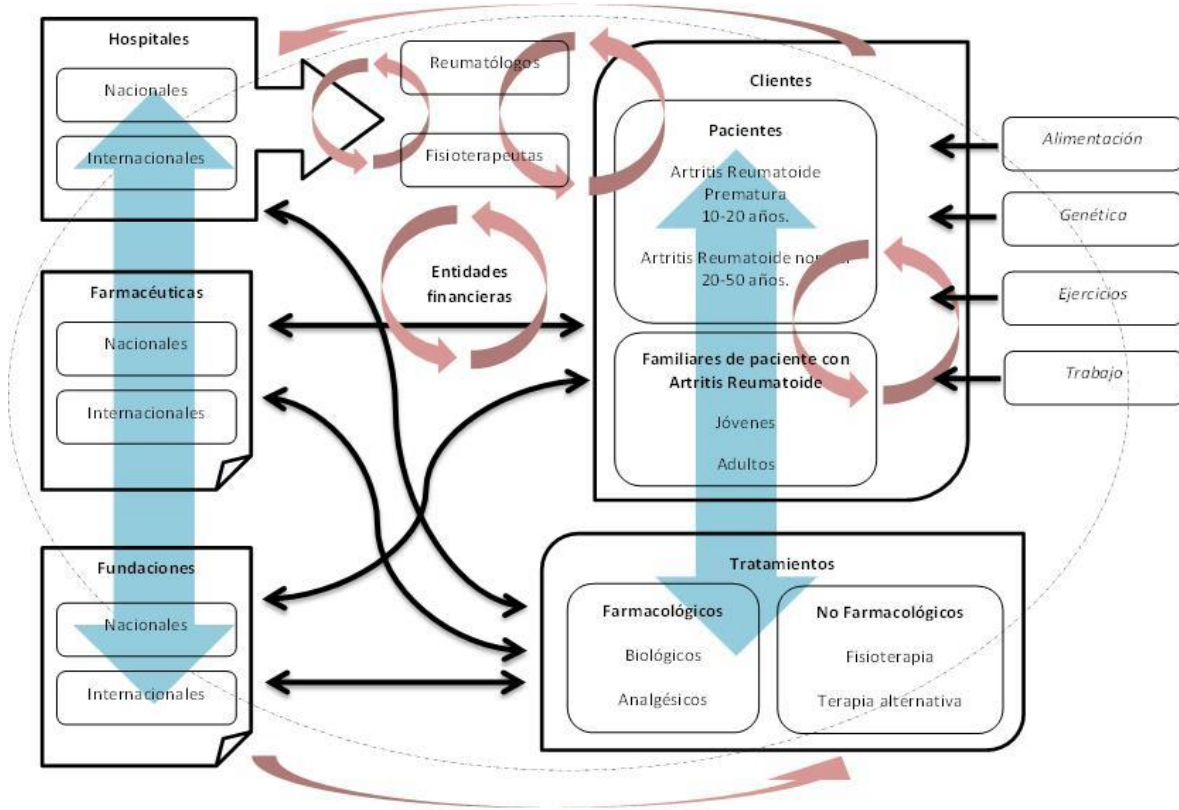 Hospitales
Nacionales
Internacionales
Reumatólogos
Fisioterapeutas
Clientes
Pacientes
Artritis Reumatoide
Prematura
10-20 años.
Artritis Reumatoide
20-50 años.
Familiares de paciente con
Artritis Reumatoide
Jóvenes
Adultos
Alimentación
Genética
Ejercicios
Trabajo
Entidades
financieras
Farmacéuticas
Nacionales
Internacionales
Fundaciones
Nacionales
Internacionales
Tratamientos
Farmacológicos
Biológicos
Analgésicos
No Farmacológicos
Fisioterapia
Terapia alternativa